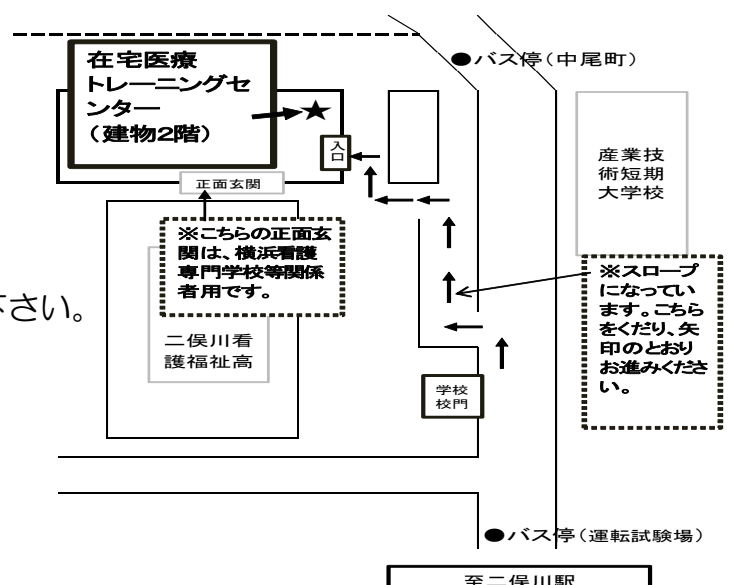 ●バス停(中尾町)
在宅医療
トレーニングセ
ンター
(建物2階)
★
入
口
正面玄関
産業技
術短期
大学校
※こちらの正面玄
関は、横浜看護
専門学校等関係
者用です。
※スロープ
になってい
ます。こちら
をくだり、矢
印のとおり
お進みくださ
い。
下さい。
二俣川看
護福祉高
学校
校門
●バス停(運転試験場)
至二俣川駅